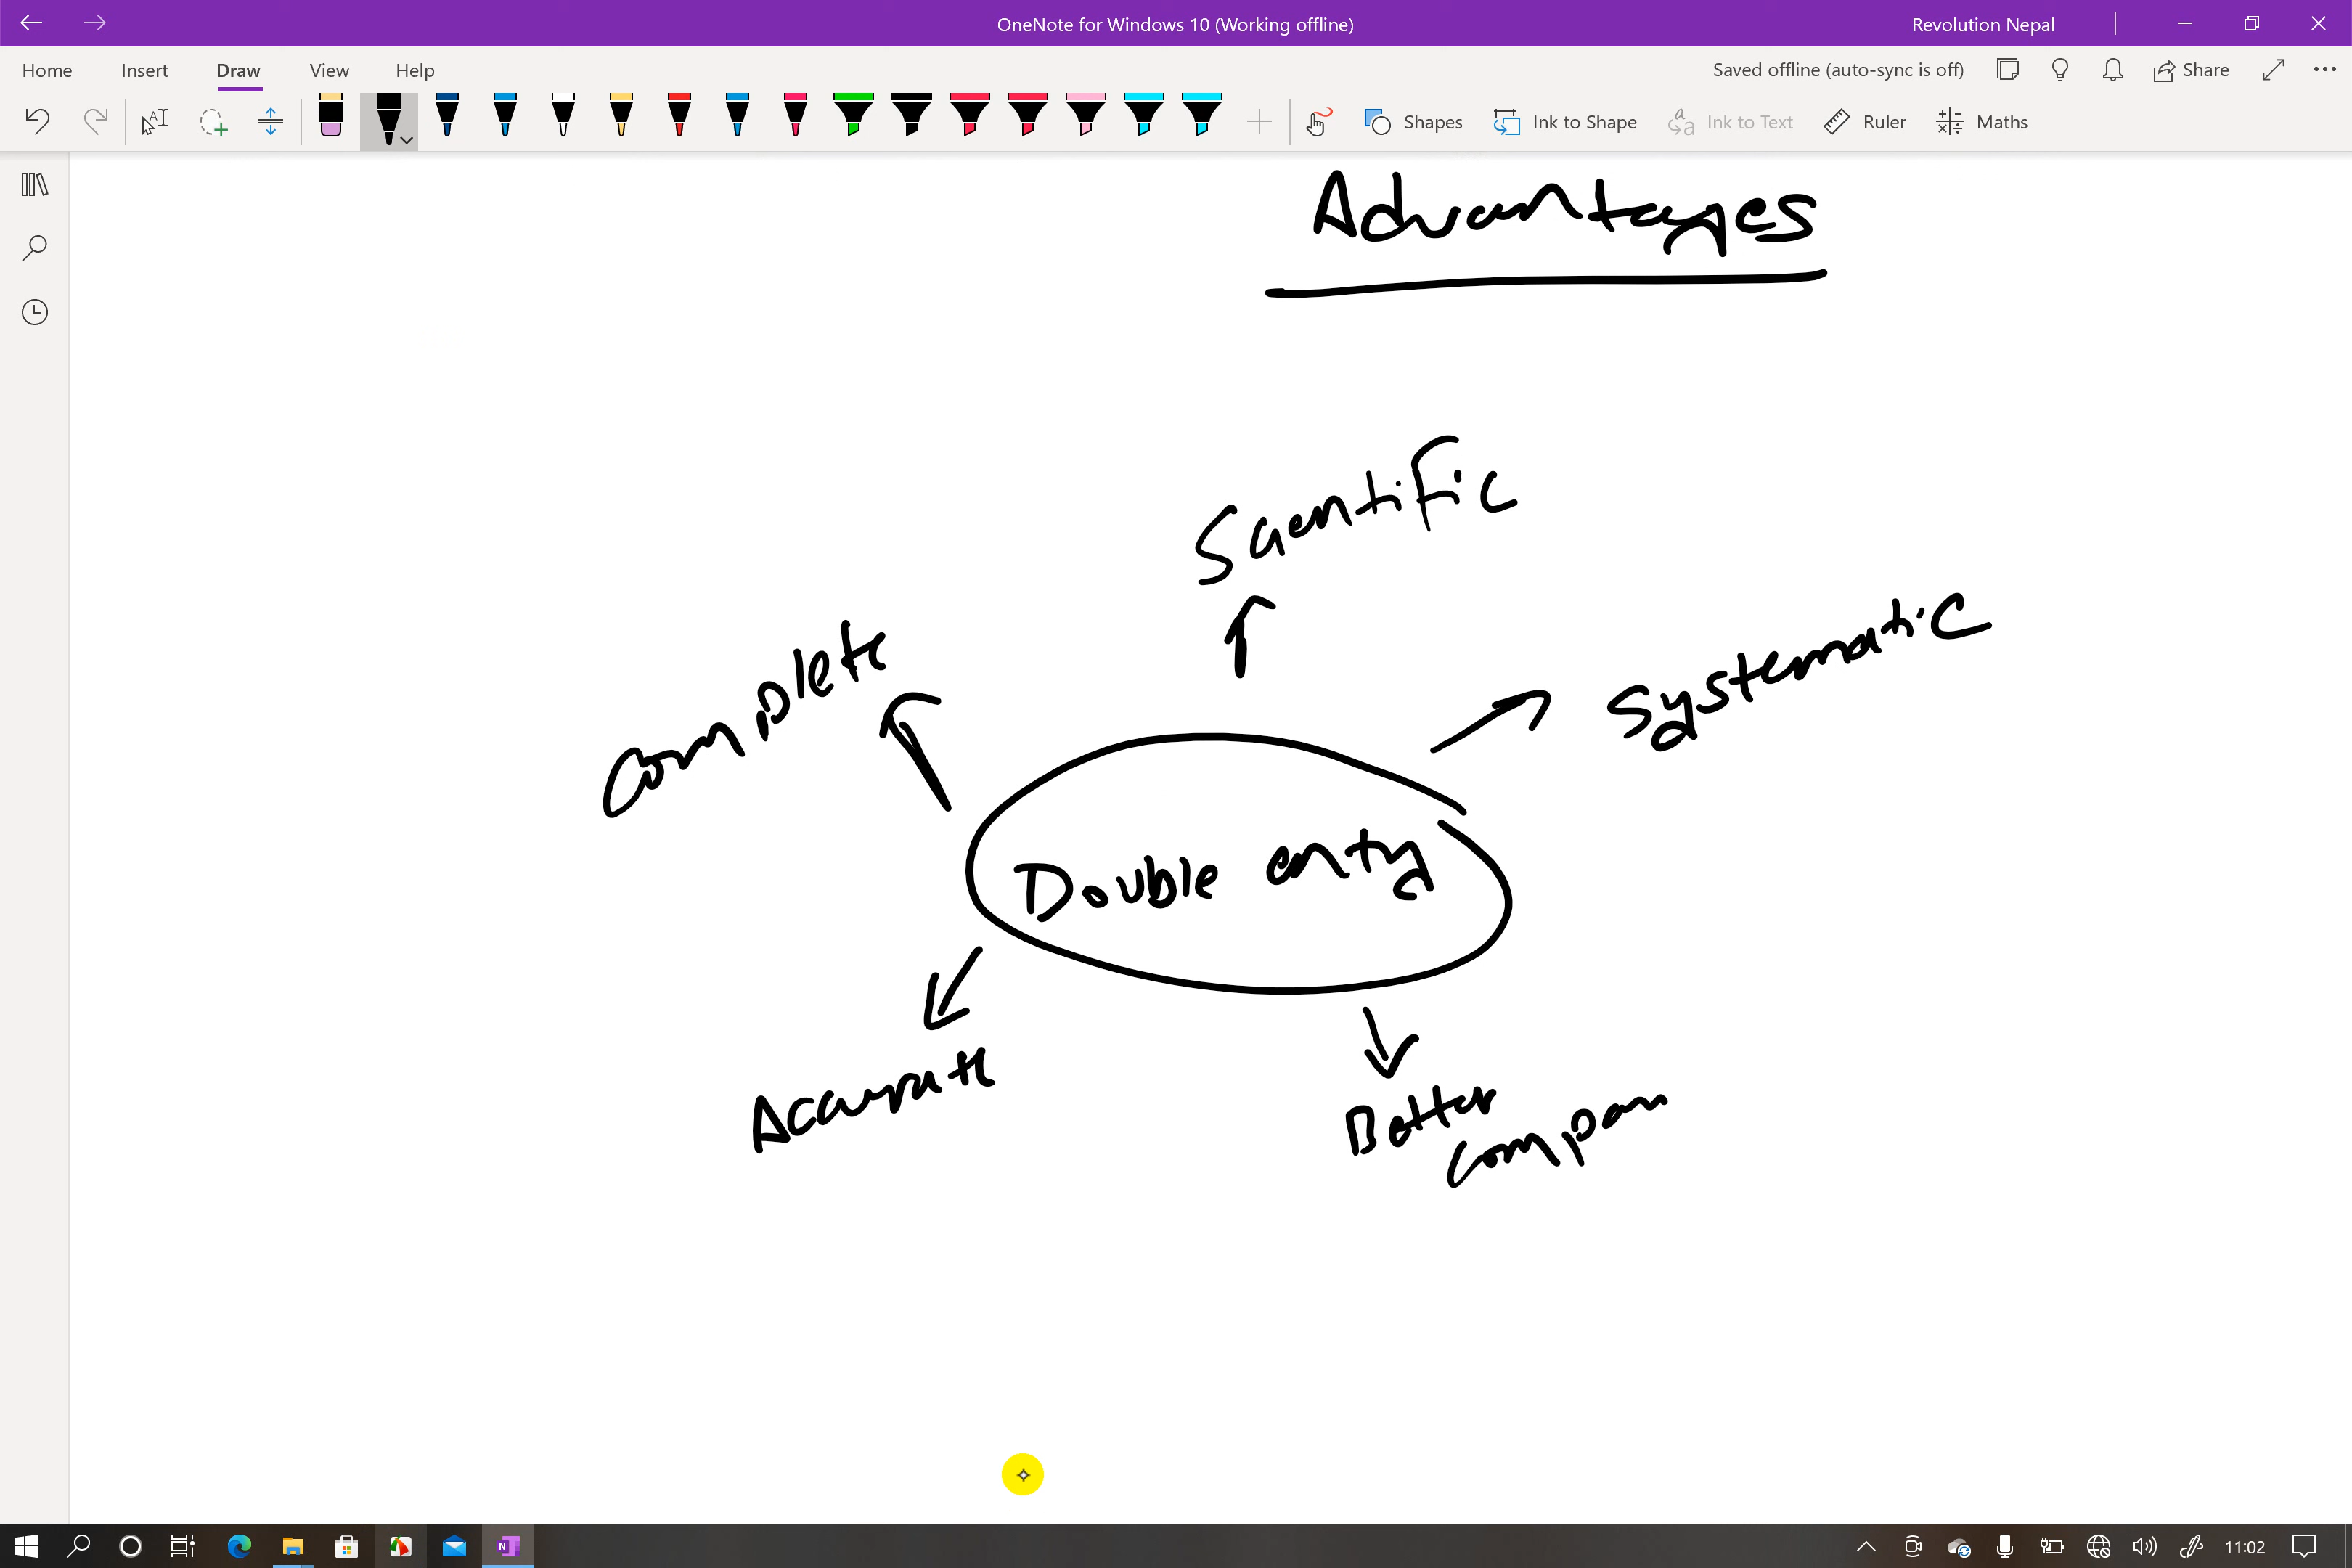 OneNote for Windows 10 (Working offline)
Revolution Nepal
Home Insert Draw View Help
Saved offline (auto-sync is off)
Share
Shapes Ink to Shape Ink to Text Ruler Maths
Advantages
Scientific
Complete
Systematic
Double entry
Accurate
Better
compam
11:02